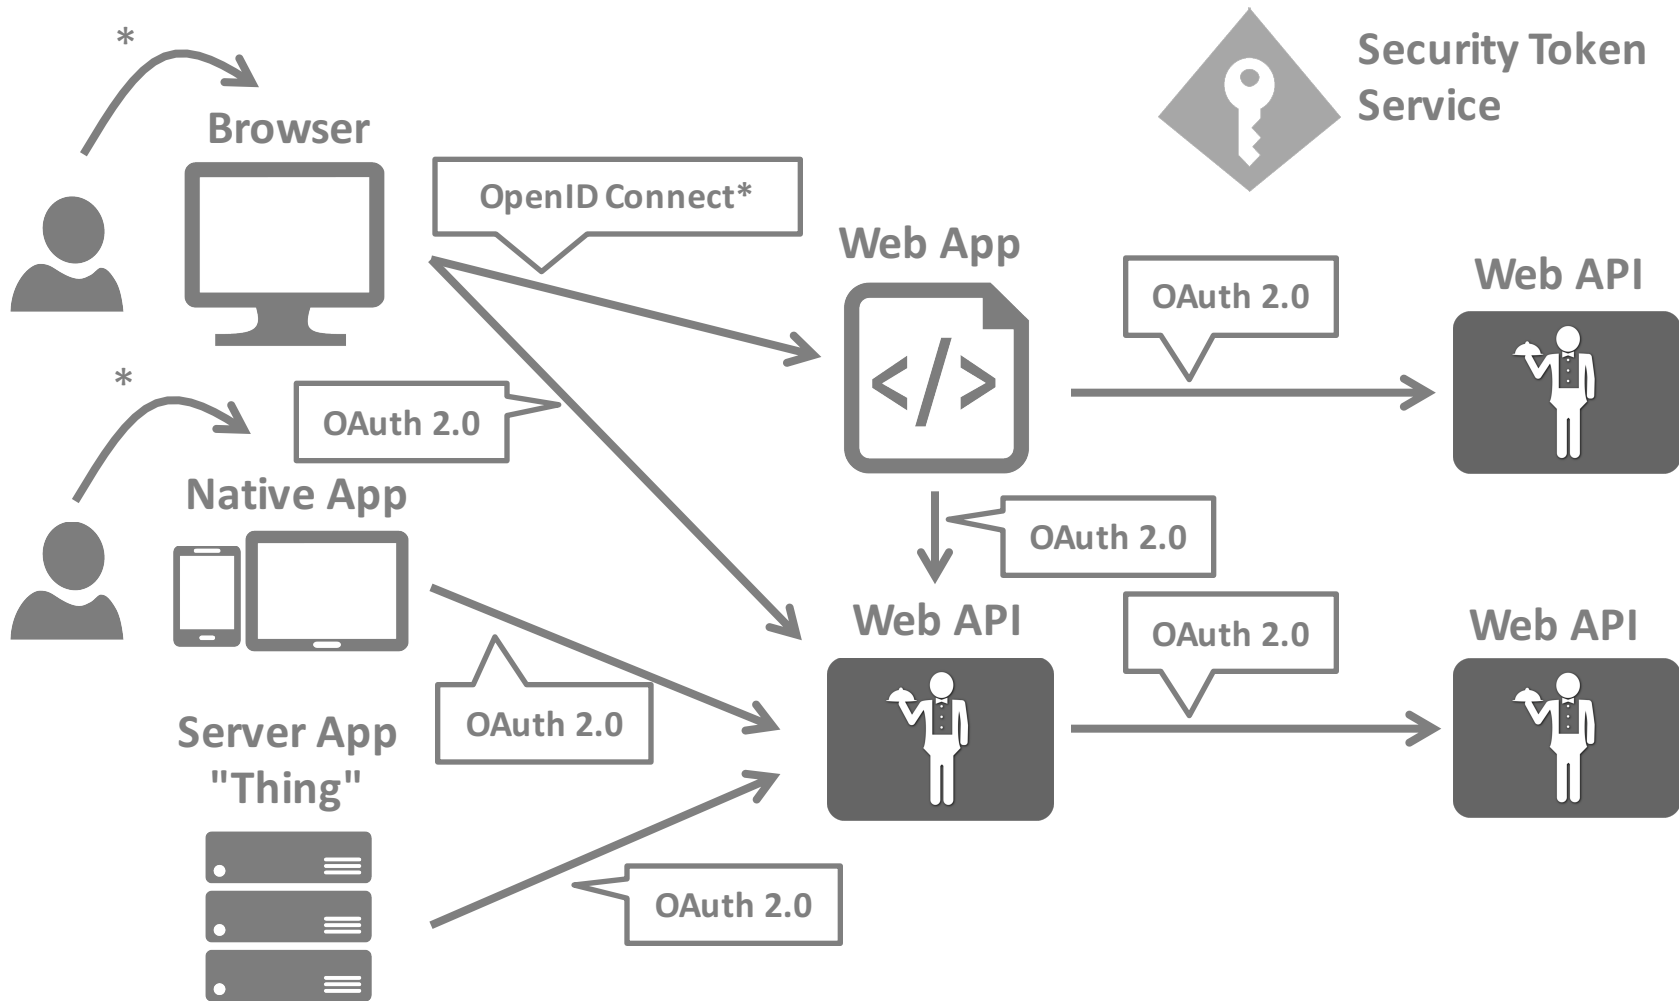 *
Security Token
Service
Browser
OpenID Connect*
Web App
Web API
OAuth 2.0
</>
*
OAuth 2.0
Native App
OAuth 2.0
Web API
OAuth 2.0
Web API
OAuth 2.0
Server App
"Thing"
OAuth 2.0